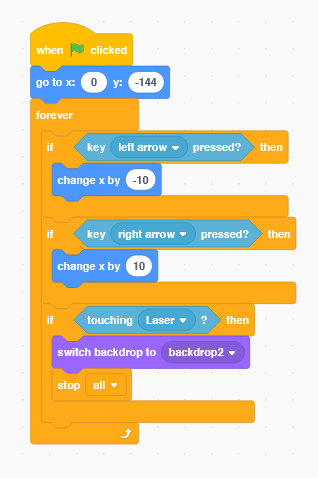 when clicked
go to x: 0 y: -144
forever
if key left arrow pressed? then
change x by -10
if key right arrow pressed? then
change x by 10
if touching Laser ? then
switch backdrop to backdrop2
stop all